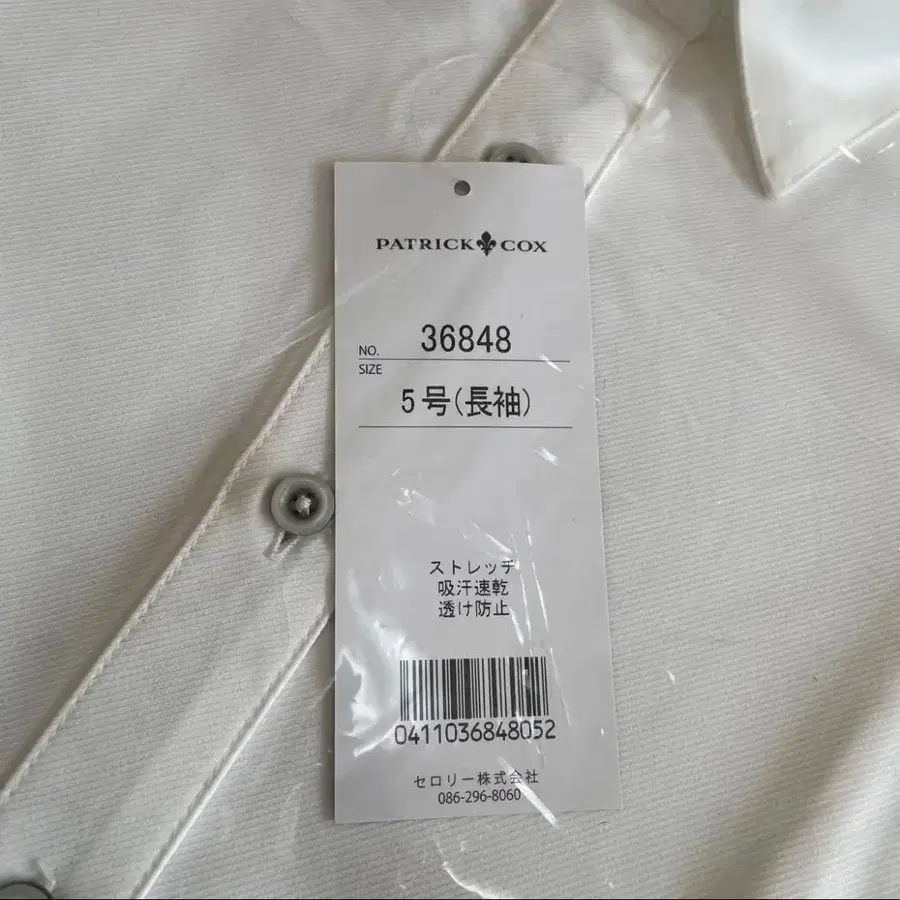 PATRICK COX
NO. 36848
SIZE
5号(長袖)
ストレッチ
吸汗速乾
透け防止
0411036848052
セロリー株式会社
086-296-8060